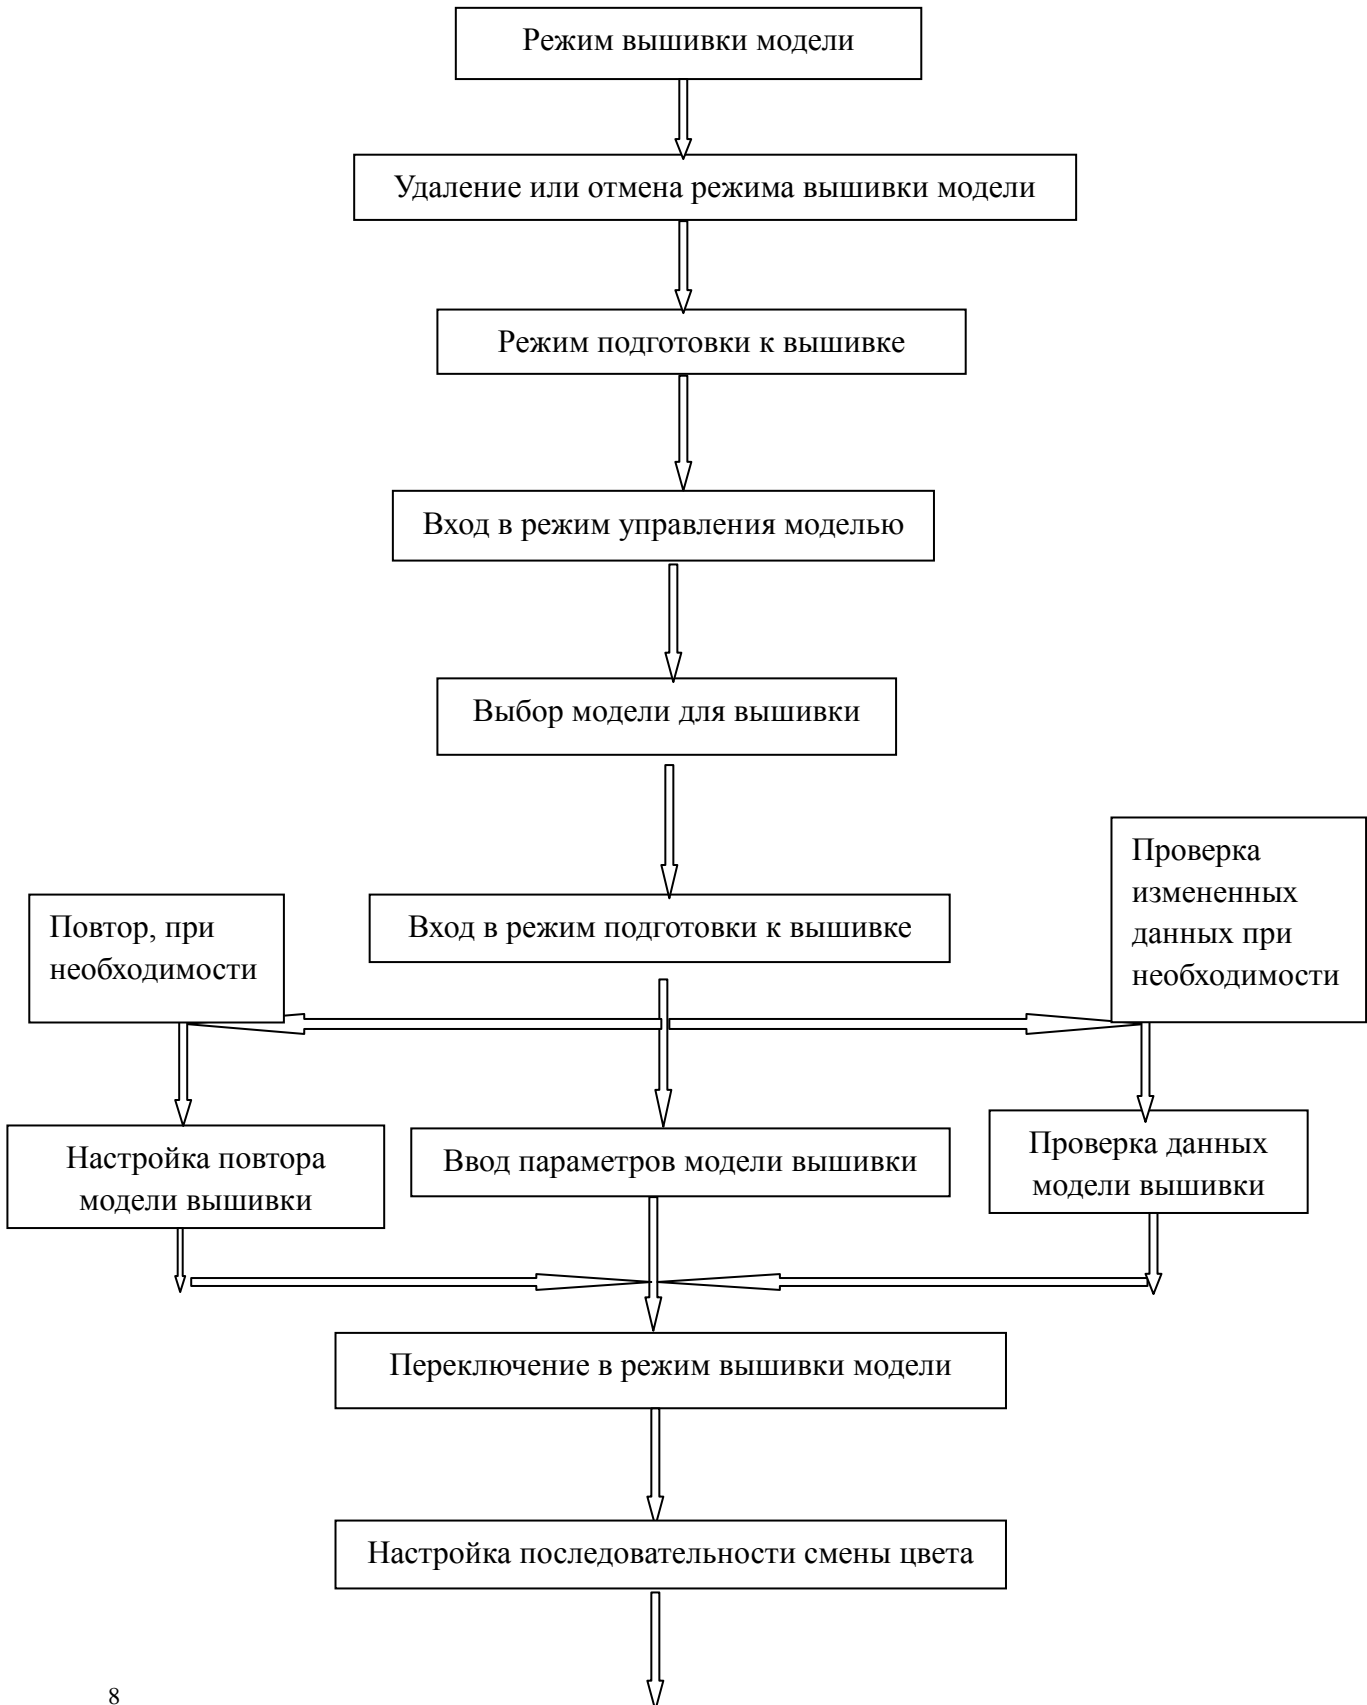 Режим вышивки модели
Удаление или отмена режима вышивки модели
Режим подготовки к вышивке
Вход в режим управления моделью
Выбор модели для вышивки
Повтор, при
необходимости
Вход в режим подготовки к вышивке
Проверка
измененных
данных при
необходимости
Настройка повтора
модели вышивки
Ввод параметров модели вышивки
Проверка данных
модели вышивки
Переключение в режим вышивки модели
Настройка последовательности смены цвета
8